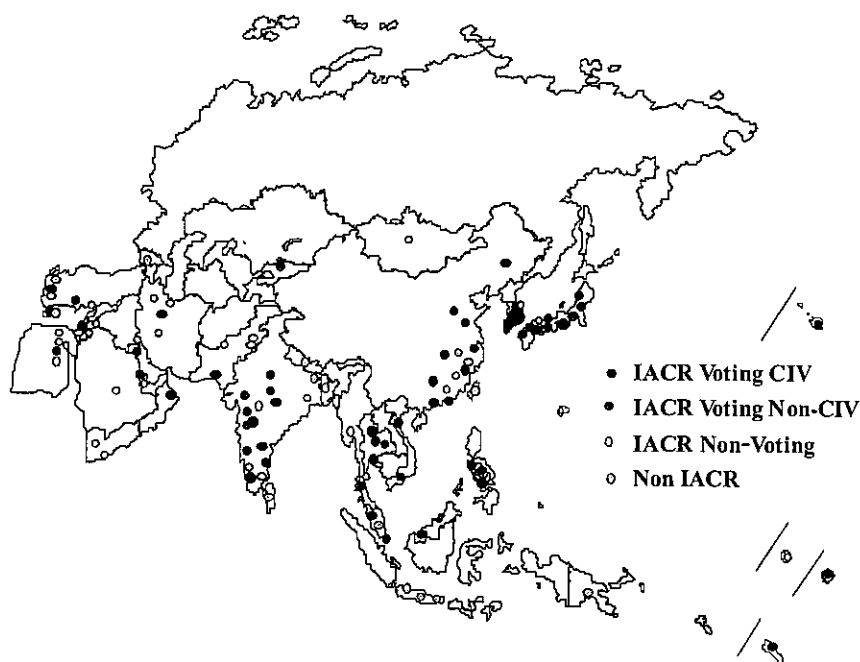 IACR Voting CIV
IACR Voting Non-CIV
IACR Non-Voting
Non IACR